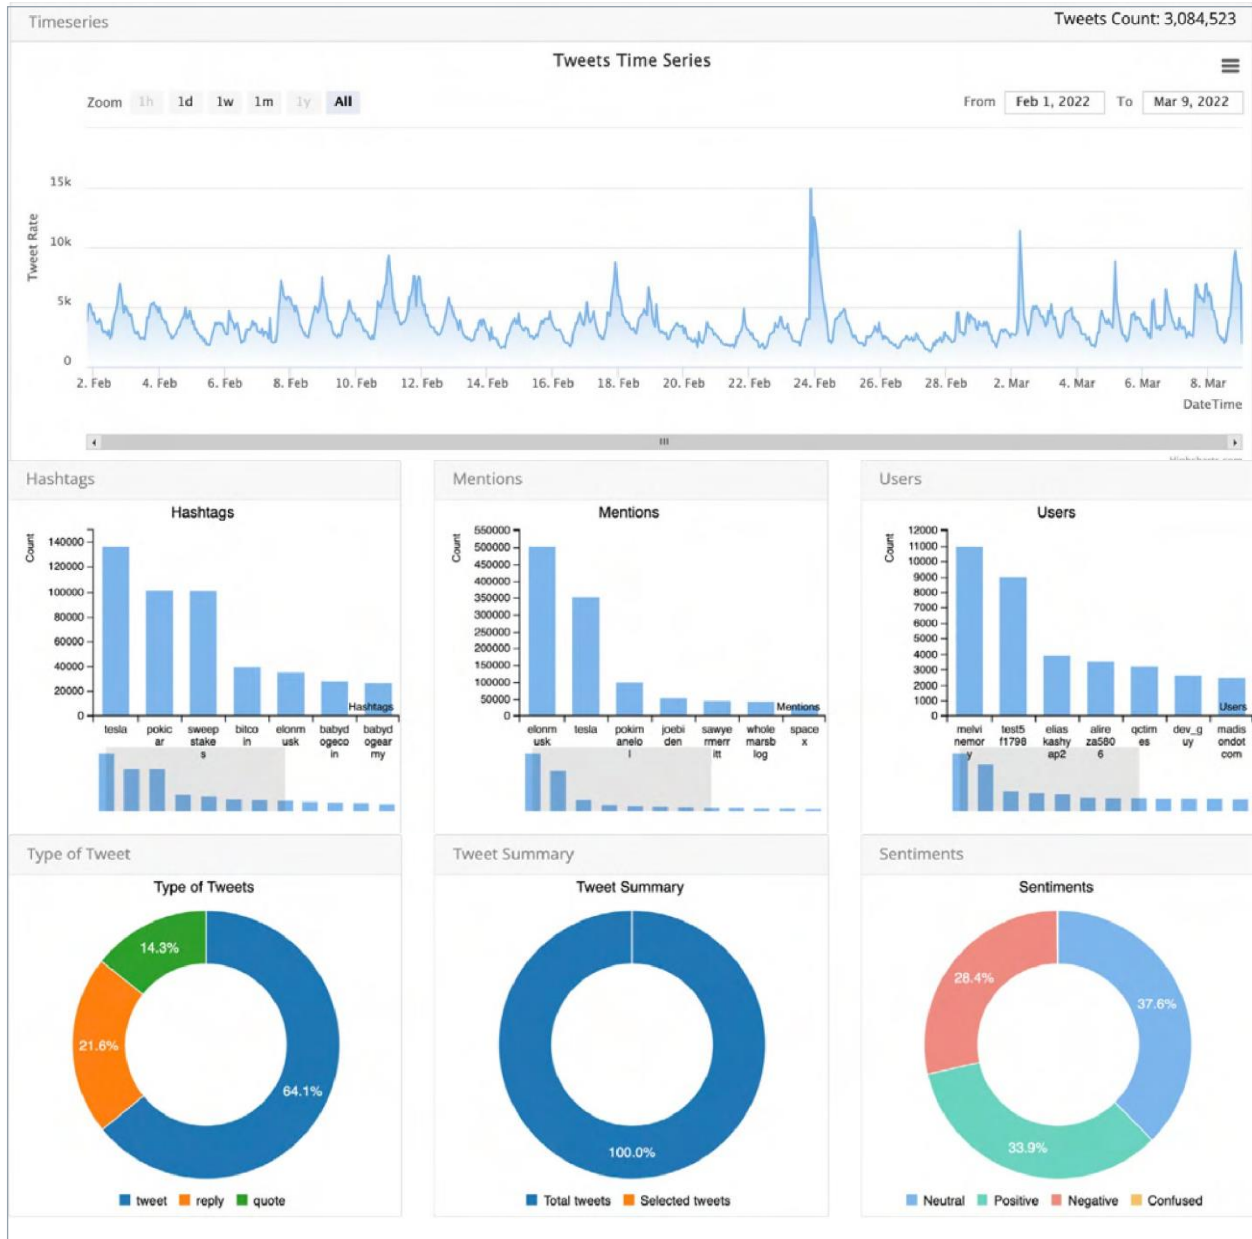 Timeseries
Tweets Count: 3,084,523
Tweets Time Series
Zoom 1h 1d 1w 1m 1y All
From Feb 1, 2022 To Mar 9, 2022
Tweet Rate
15k
10k
5k
0
2. Feb 4. Feb 6. Feb 8. Feb 10. Feb 12. Feb 14. Feb 16. Feb 18. Feb 20. Feb 22. Feb 24. Feb 26. Feb 28. Feb 2. Mar 4. Mar 6. Mar 8. Mar
DateTime
Hashtags
Hashtags
Count
140000
120000
100000
80000
60000
40000
20000
0
Hashtags
tesla pokic sweep bitco elonm babyd babyd
ar stake in usk ogeco ogear
s in my
Mentions
Mentions
Count
550000
500000
450000
400000
350000
300000
250000
200000
150000
100000
50000
0
Mentions
elonm tesla pokim joebi sawye whole space
usk anelo den rmerr marsb x
l itt log
Users
Users
Count
12000
11000
10000
9000
8000
7000
6000
5000
4000
3000
2000
1000
0
Users
melvi test5 elias alire qctim dev_g madis
nemor f1798 kashy za580 es uy ondot
y ap2 6 com
Type of Tweet
Type of Tweets
14.3%
21.6%
64.1%
tweet reply quote
Tweet Summary
Tweet Summary
100.0%
Total tweets Selected tweets
Sentiments
Sentiments
28.4%
37.6%
33.9%
Neutral Positive Negative Confused